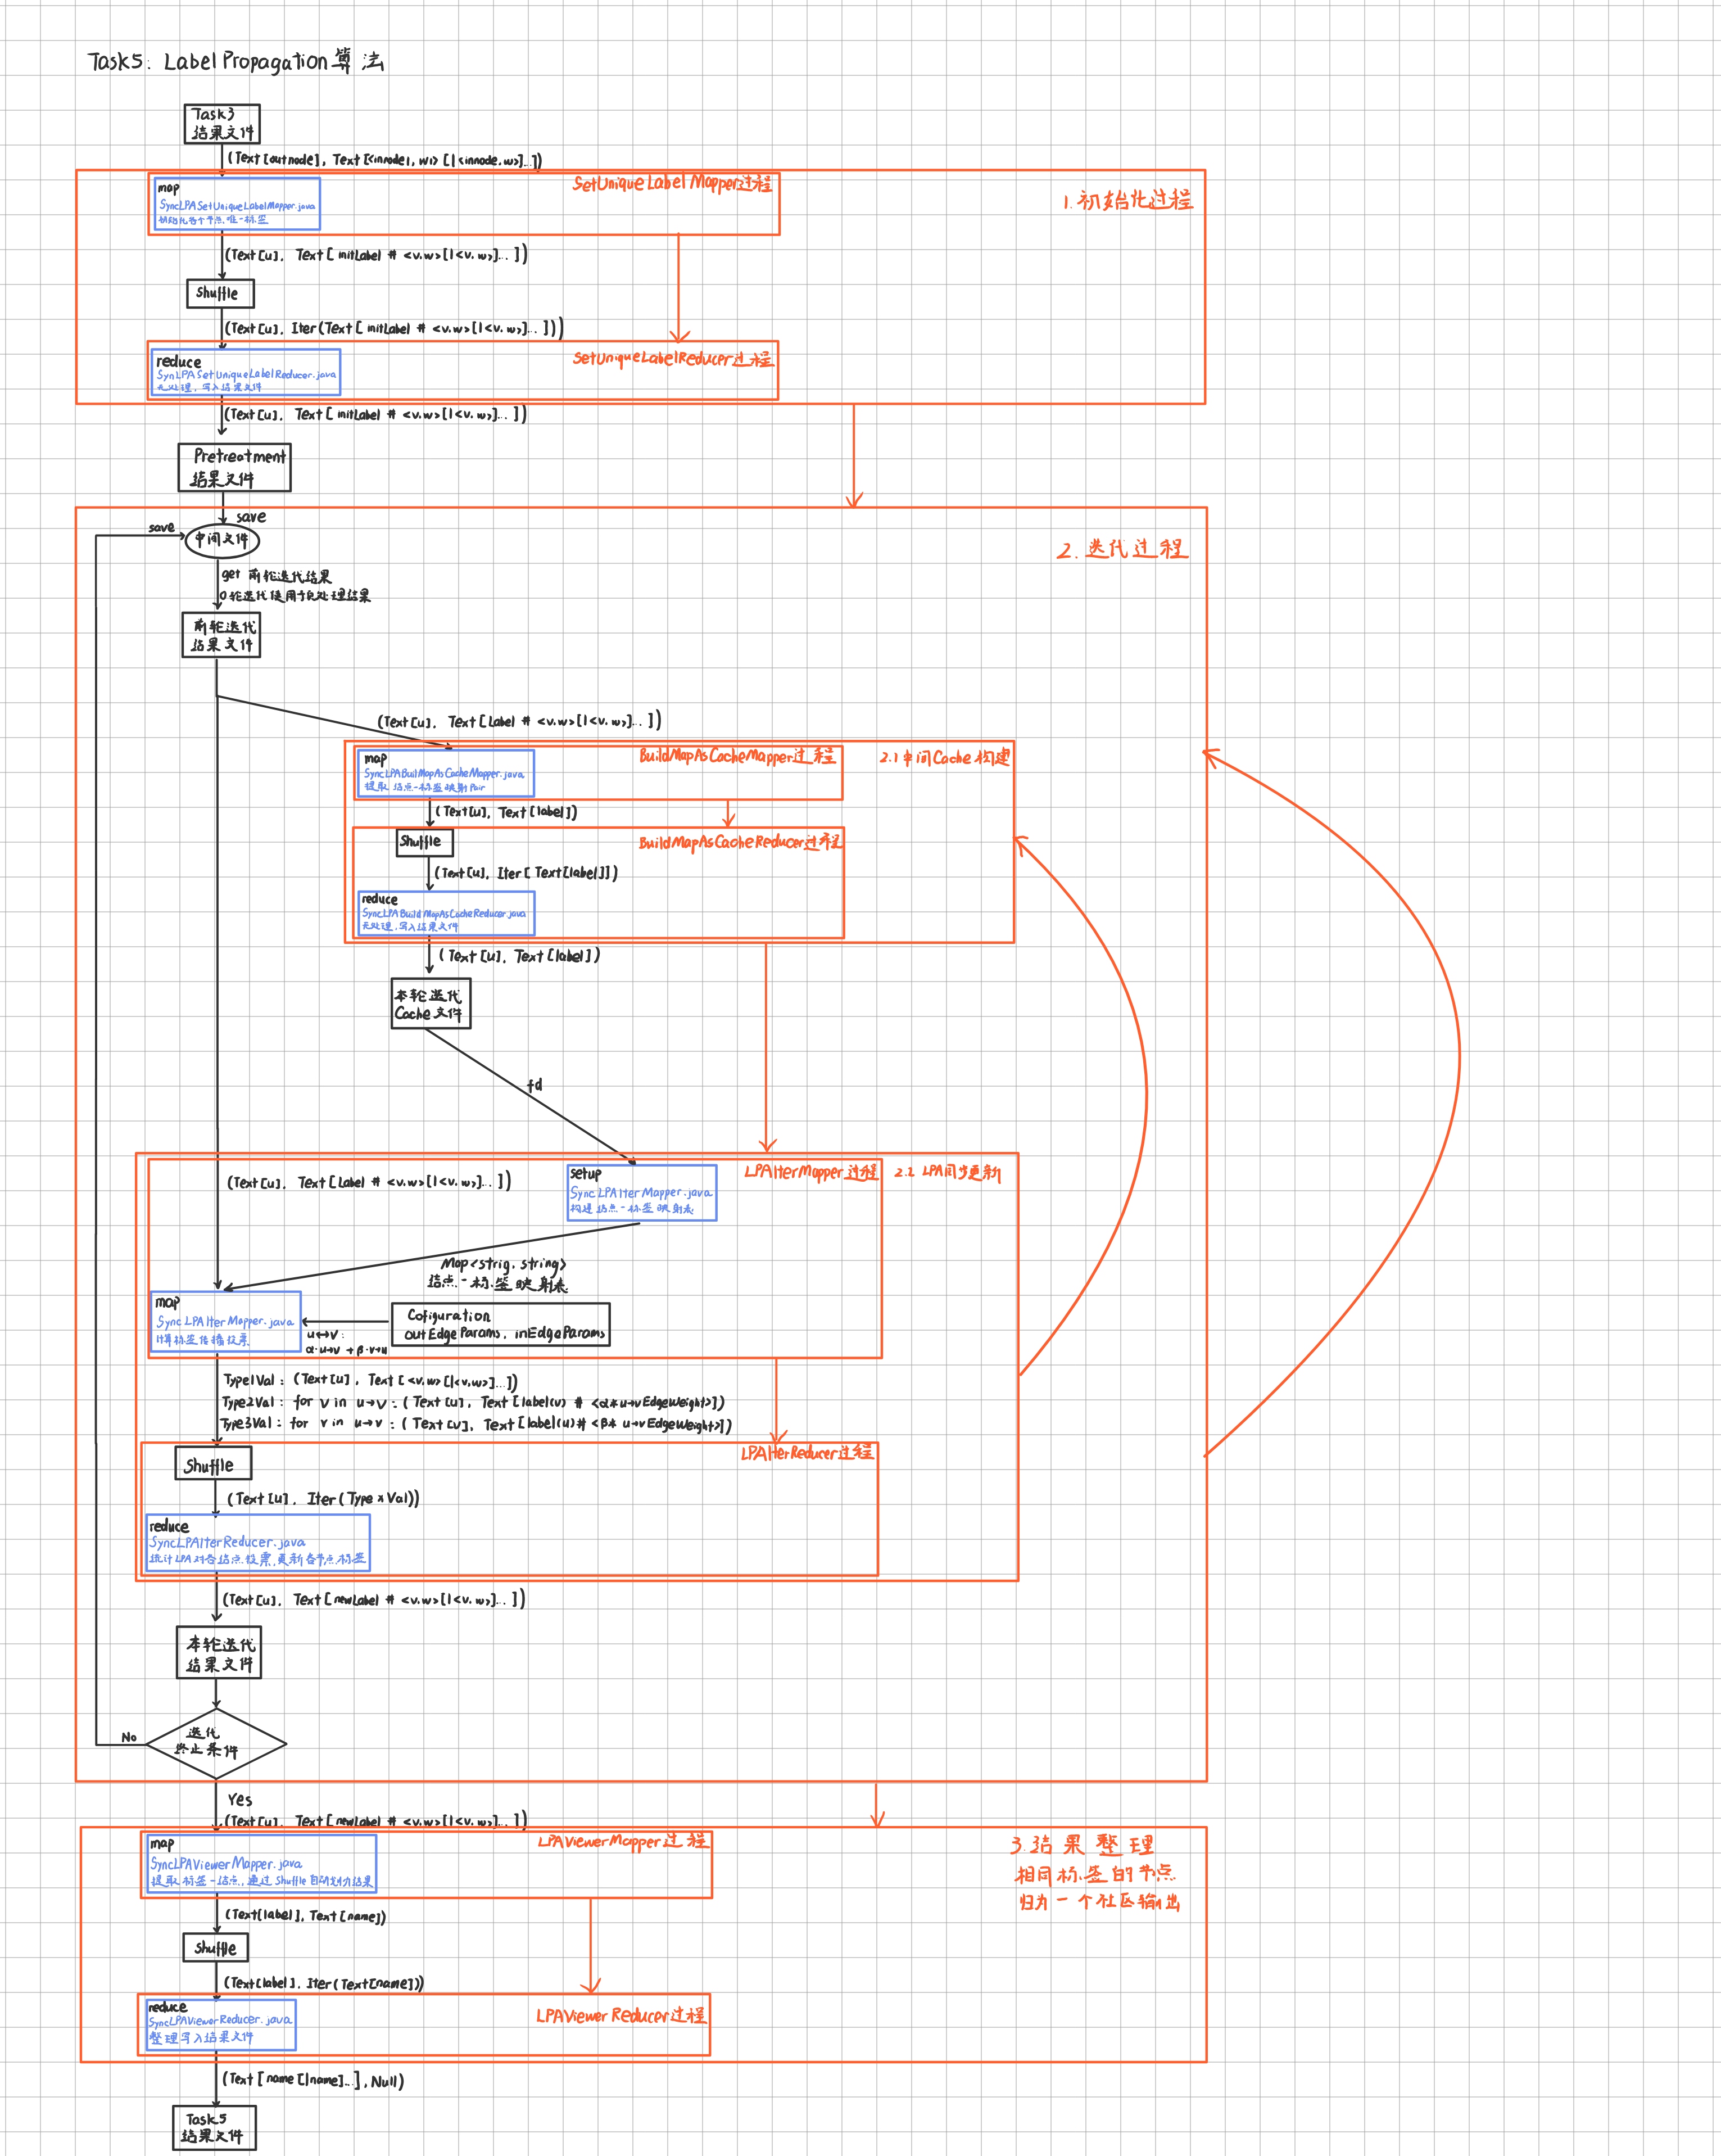 Task5: Label Propagation 算法
Task3
结果文件
(Text[outnode], Text[<innode1, w1>[|<innode, w>]...])
SetUniqueLabelMapper过程
map
SyncLPASetUniqueLabelMapper.java
初始化各个节点唯一标签
1.初始化过程
(Text[u], Text[initLabel # <v.w>[|<v.w>]...])
Shuffle
(Text[u], Iter(Text[initLabel # <v.w>[|<v.w>]...]))
SetUniqueLabelReducer过程
reduce
SynLPASetUniqueLabelReducer.java
无处理，写入结果文件
(Text[u], Text[initLabel # <v.w>[|<v.w>]...])
Pretreatment
结果文件
save
save
中间文件
2.迭代过程
get 前轮迭代结果
0轮迭代使用预处理结果
前轮迭代
结果文件
(Text[u], Text[Label # <v.w>[|<v.w>]...])
BuildMapAsCacheMapper过程
2.1中间Cache构建
map
SyncLPABuilMapAsCacheMapper.java
提取 结点-标签映射Pair
(Text[u], Text[label])
BuildMapAsCacheReducer过程
Shuffle
(Text[u], Iter[Text[label]])
reduce
SyncLPABuildMapAsCacheReducer.java
无处理.写入结果文件
(Text[u], Text[label])
本轮迭代
Cache文件
fd
LPAIterMapper过程
2.2 LPA同步更新
(Text[u], Text[Label # <v.w>[|<v.w>]...])
setup
SyncLPAIterMapper.java
构建结点-标签映射表
Map<strig, string>
结点-标签映射表
map
SyncLPAIterMapper.java
计算标签传播投票
Cofiguration
outEdgeParams, inEdgeParams
u↔v:
α·u→v + β·v→u
Type1Val: (Text[u], Text[<v.w>[|<v.w>]...])
Type2Val: for v in u→v: (Text[u], Text[label(v) # <α* u→vEdgeWeight>])
Type3Val: for v in u→v: (Text[v], Text[label(u)# <β* u→vEdgeWeight>])
LPAIterReducer过程
Shuffle
(Text[u], Iter(Type x Val))
reduce
SyncLPAIterReducer.java
统计LPA对各结点投票,更新各节点标签
(Text[u], Text[newLabel # <v.w>[|<v.w>]...])
本轮迭代
结果文件
迭代
终止条件
No
Yes
(Text[u], Text[newLabel # <v.w>[|<v.w>]...])
LPAViewerMapper过程
map
SyncLPAViewerMapper.java
提取标签-结点,通过Shuffle自动划分结果
3.结果整理
相同标签的节点
归为一个社区输出
(Text[label], Text[name])
Shuffle
(Text[label], Iter(Text[name]))
LPAViewerReducer过程
reduce
SyncLPAViewerReducer.java
整理写入结果文件
(Text[name[|name]...], Null)
Task5
结果文件